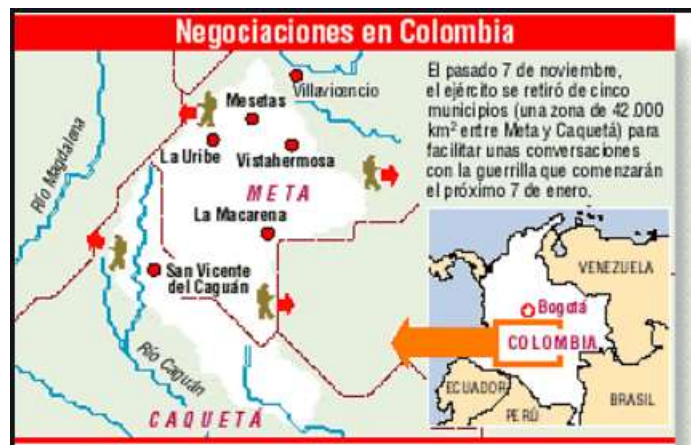 Negociaciones en Colombia
El pasado 7 de noviembre,
el ejército se retiró de cinco
municipios (una zona de 42.000
km² entre Meta y Caquetá) para
facilitar unas conversaciones
con la guerrilla que comenzarán
el próximo 7 de enero.
Villavicencio
Mesetas
La Uribe
Vistahermosa
Río Magdalena
META
La Macarena
San Vicente
del Caguán
Río Caguán
CAQUETÁ
VENEZUELA
Bogotá
COLOMBIA
ECUADOR
PERÚ
BRASIL